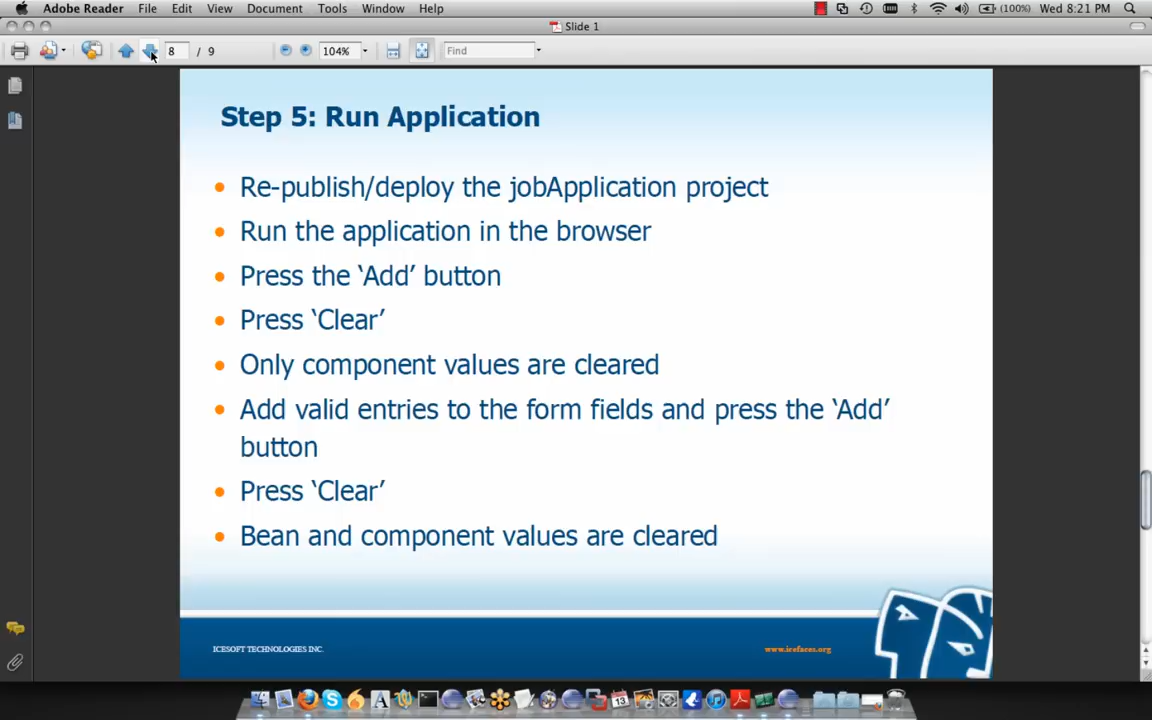 Adobe Reader File Edit View Document Tools Window Help (100%) Wed 8:21 PM
Slide 1
8 / 9 104% Find
Step 5: Run Application
• Re-publish/deploy the jobApplication project
• Run the application in the browser
• Press the ‘Add’ button
• Press ‘Clear’
• Only component values are cleared
• Add valid entries to the form fields and press the ‘Add’
button
• Press ‘Clear’
• Bean and component values are cleared
ICESOFT TECHNOLOGIES INC. www.icefaces.org
13